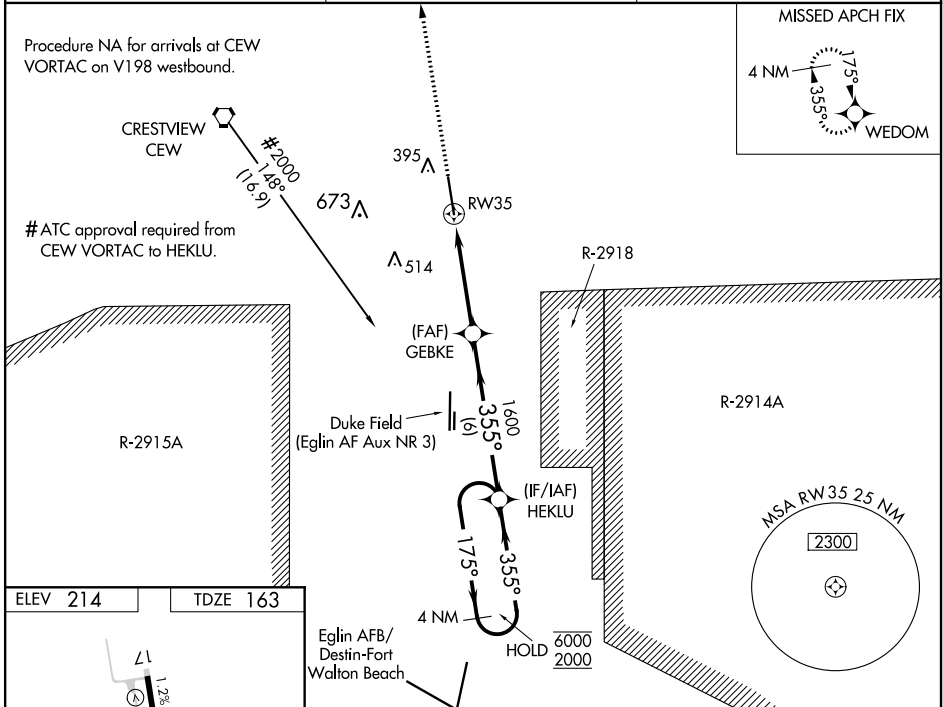 MISSED APCH FIX
4 NM
175°
355°
WEDOM
Procedure NA for arrivals at CEW
VORTAC on V198 westbound.
CRESTVIEW
CEW
#2000
148°
(16.9)
395
673
RW35
514
#ATC approval required from
CEW VORTAC to HEKLU.
R-2918
(FAF)
GEBKE
1600
355°
(6)
Duke Field
(Eglin AF Aux NR 3)
R-2915A
R-2914A
(IF/IAF)
HEKLU
175°
355°
4 NM
HOLD
6000
2000
MSA RW35 25 NM
2300
ELEV 214
TDZE 163
Eglin AFB/
Destin-Fort
Walton Beach
17
1.2%